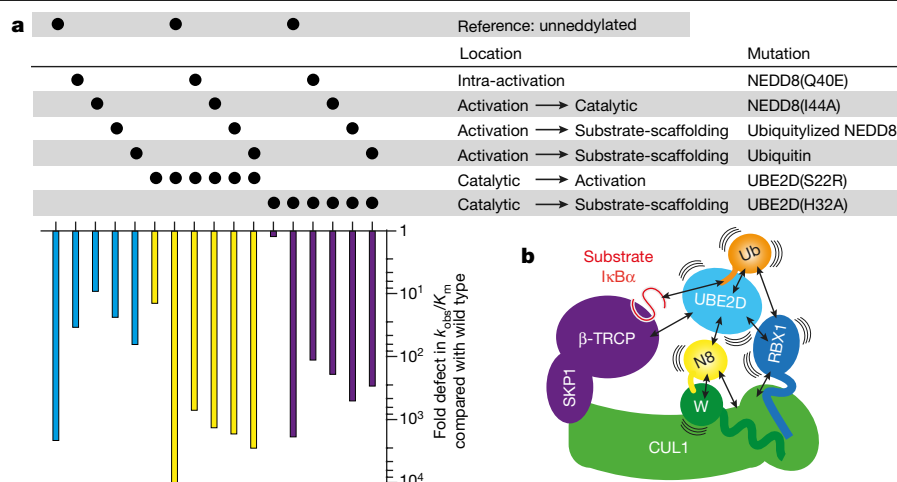 a
Reference: unneddylated
Location Mutation
Intra-activation NEDD8(Q40E)
Activation → Catalytic NEDD8(I44A)
Activation → Substrate-scaffolding Ubiquitylized NEDD8
Activation → Substrate-scaffolding Ubiquitin
Catalytic → Activation UBE2D(S22R)
Catalytic → Substrate-scaffolding UBE2D(H32A)
1
10¹
10²
10³
10⁴
Fold defect in kobs/Km
compared with wild type
b
Substrate
IκBα
Ub
UBE2D
β-TRCP
RBX1
N8
SKP1
W
CUL1